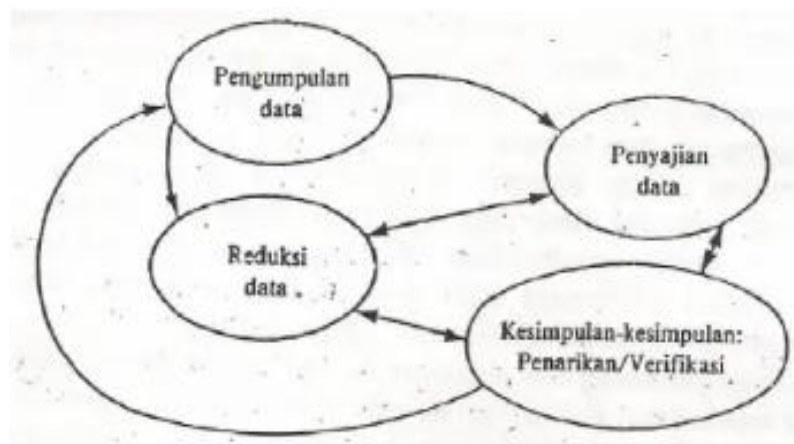 Pengumpulan
data
Penyajian
data
Reduksi
data
Kesimpulan-kesimpulan:
Penarikan/Verifikasi